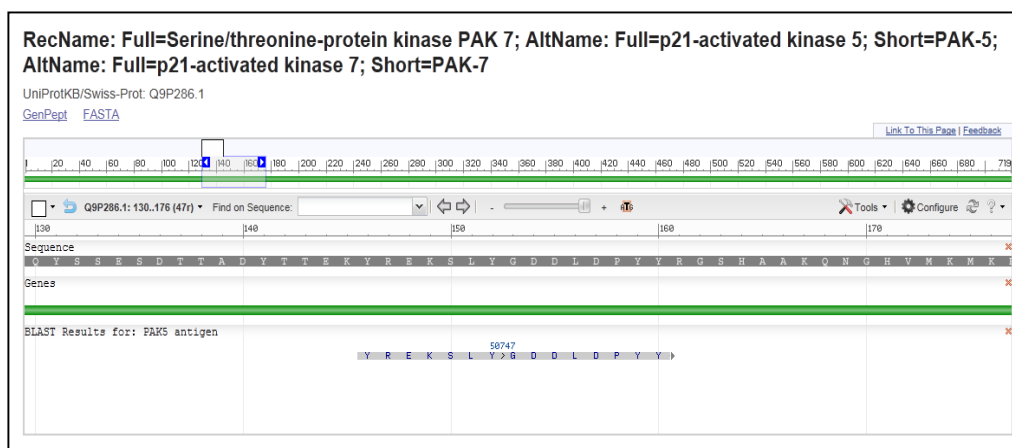 RecName: Full=Serine/threonine-protein kinase PAK 7; AltName: Full=p21-activated kinase 5; Short=PAK-5;
AltName: Full=p21-activated kinase 7; Short=PAK-7
UniProtKB/Swiss-Prot: Q9P286.1
GenPept FASTA
Link To This Page | Feedback
1 20 40 60 80 100 120 140 160 180 200 220 240 260 280 300 320 340 360 380 400 420 440 460 480 500 520 540 560 580 600 620 640 660 680 719
Q9P286.1: 130..176 (47r) Find on Sequence: - + ATG Tools Configure ?
130 140 150 160 170
Sequence
Q Y S S E S D T T A D Y T T E K Y R E K S L Y G D D L D P Y Y R G S H A A K Q N G H V M K M K
Genes
BLAST Results for: PAK5 antigen
50747
Y R E K S L Y > G D D L D P Y Y